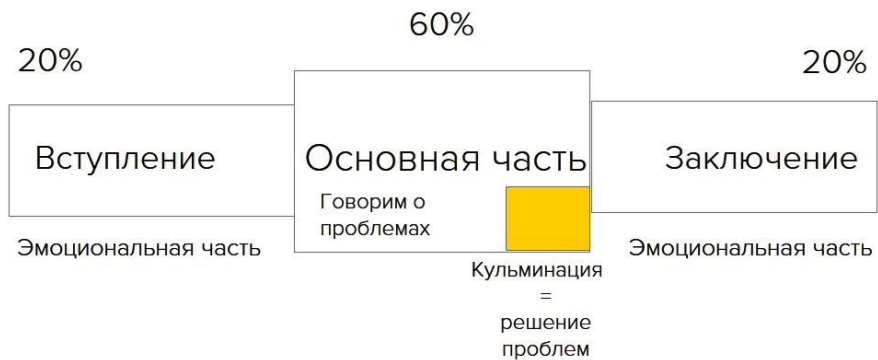 60%
20%
20%
Вступление
Основная часть
Заключение
Говорим о
проблемах
Эмоциональная часть
Эмоциональная часть
Кульминация
=
решение
проблем